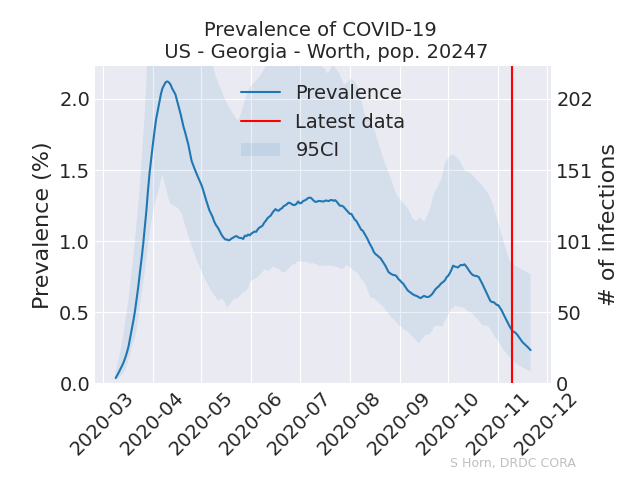 Prevalence of COVID-19
US - Georgia - Worth, pop. 20247
Prevalence
Latest data
95CI
Prevalence (%)
2.0
1.5
1.0
0.5
0.0
202
151
101
50
0
# of infections
2020-03
2020-04
2020-05
2020-06
2020-07
2020-08
2020-09
2020-10
2020-11
2020-12
S Horn, DRDC CORA